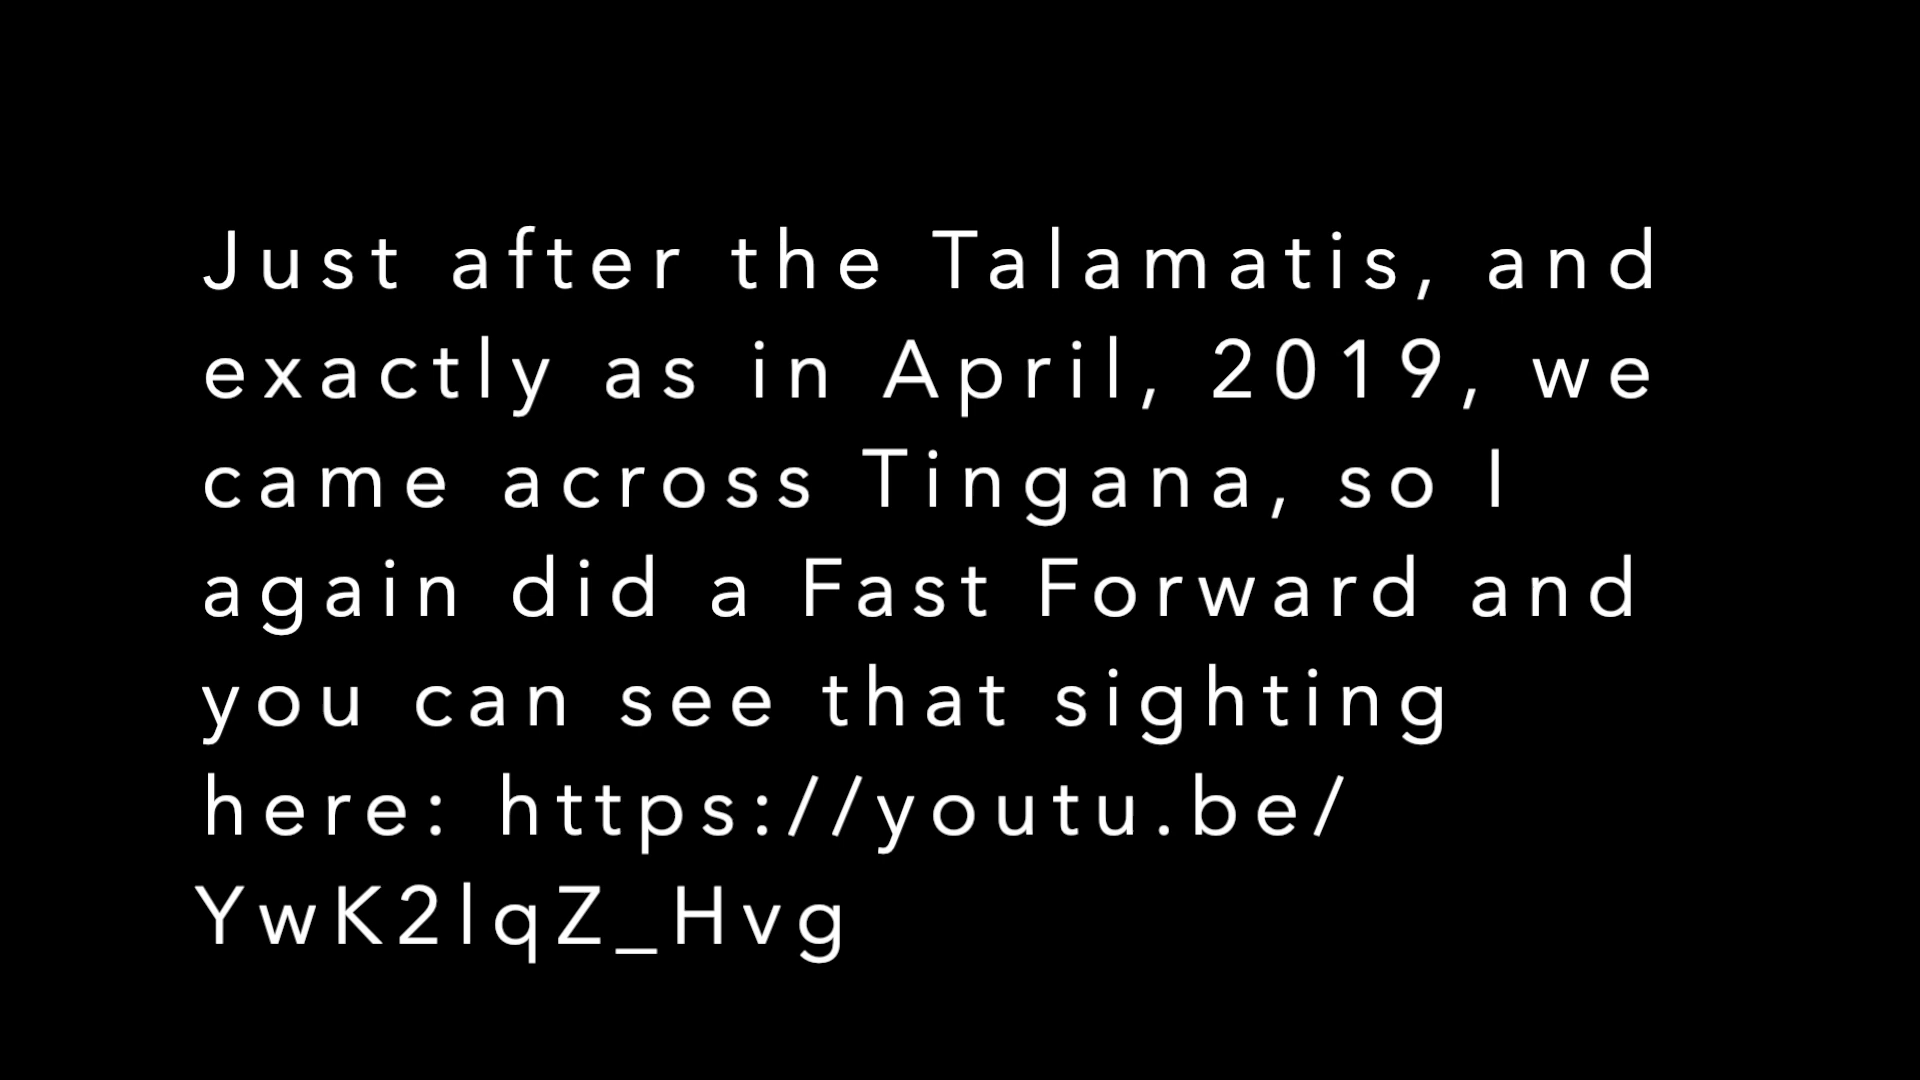 Just after the Talamatis, and
exactly as in April, 2019, we
came across Tingana, so I
again did a Fast Forward and
you can see that sighting
here: https://youtu.be/
YwK2lqZ_Hvg